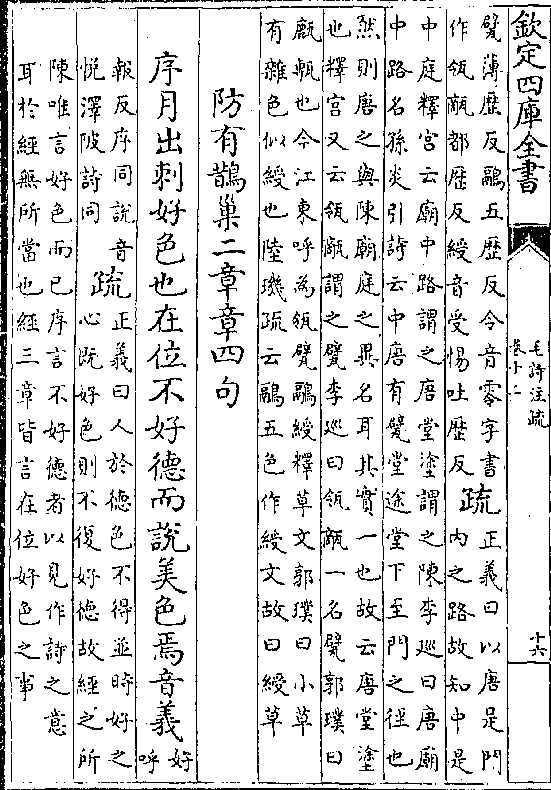 欽定四庫全書
毛詩注疏
卷十二
十六
甓薄歴反鷊五歴反令音零字書
作瓴甋都歴反綬音受惕吐歴反
疏
正義曰以唐是門
内之路故知中是
中庭釋宫云廟中路謂之唐堂塗謂之陳李廵曰唐廟
中路名孫炎引詩云中唐有甓堂途堂下至門之徑也
然則唐之與陳廟庭之異名耳其實一也故云唐堂塗
也釋宫又云瓴甋謂之甓李廵曰瓴甋一名甓郭璞曰
甎也今江東呼為瓴甓鷊綬釋草文郭璞曰小草
有雜色似綬也陸璣疏云鷊五色作綬文故曰綬草
防有鵲巢二章章四句
序月出刺好色也在位不好德而說美色焉音義
好
呼
報反序同說音
悦澤陂詩同
疏
正義曰人於德色不得並時好之
心既好色則不復好德故經之所
陳唯言好色而已序言不好德者以見作詩之意
耳於經無所當也經三章皆言在位好色之事